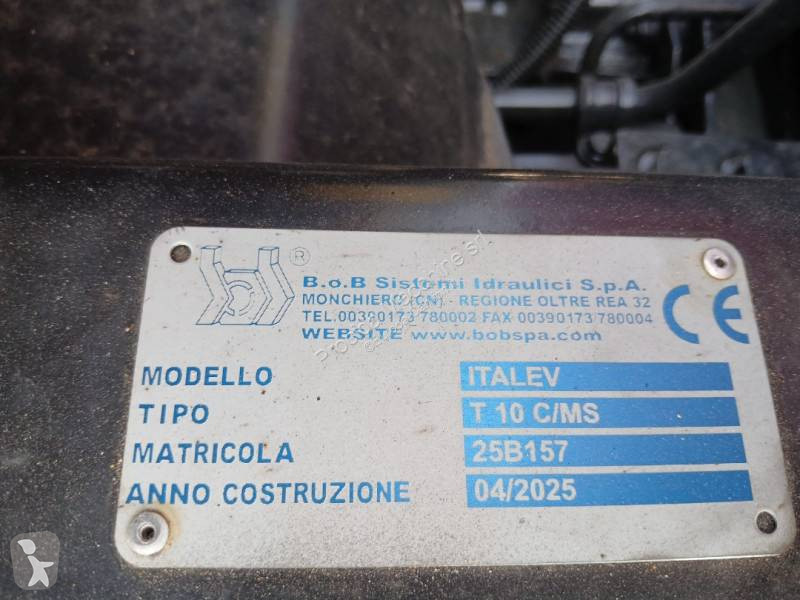 ®
B.o.B Sistemi Idraulici S.p.A.
MONCHIERO (CN) - REGIONE OLTRE REA 32
TEL.00390173/780002 FAX 00390173/780004
WEBSITE www.bobspa.com
CE
MODELLO ITALEV
TIPO T 10 C/MS
MATRICOLA 25B157
ANNO COSTRUZIONE 04/2025